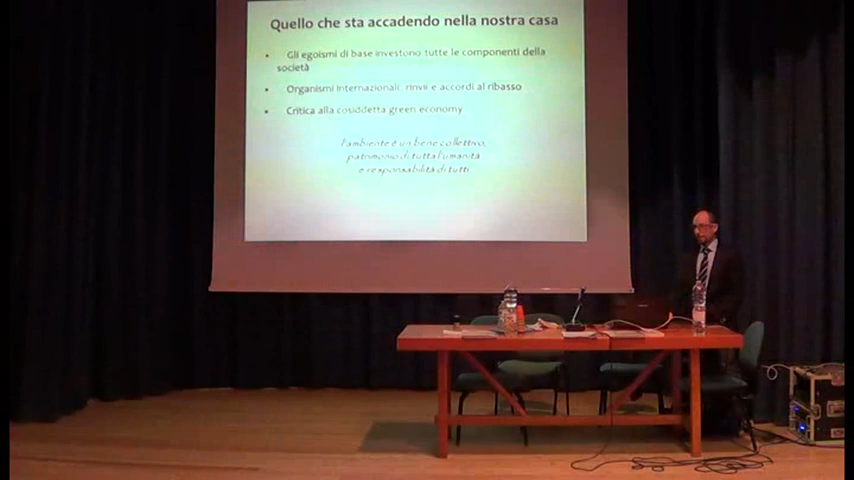 Quello che sta accadendo nella nostra casa
• Gli egoismi di base investono tutte le componenti della
società
• Organismi internazionali: rinvii e accordi al ribasso
• Critica alla cosiddetta green economy
l'ambiente è un bene collettivo,
patrimonio di tutta l'umanità
e responsabilità di tutti